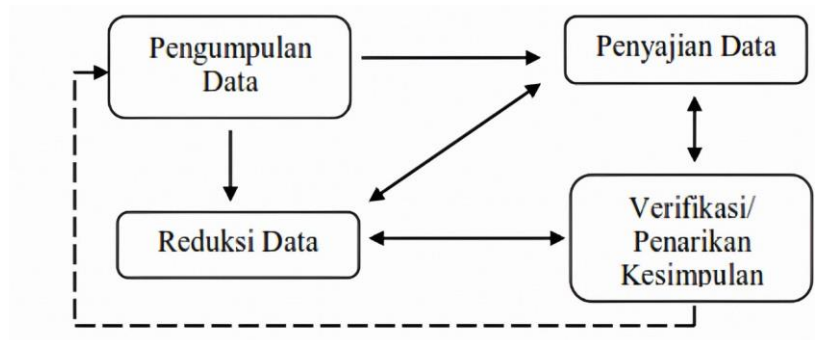 Pengumpulan
Data
Penyajian Data
Reduksi Data
Verifikasi/
Penarikan
Kesimpulan